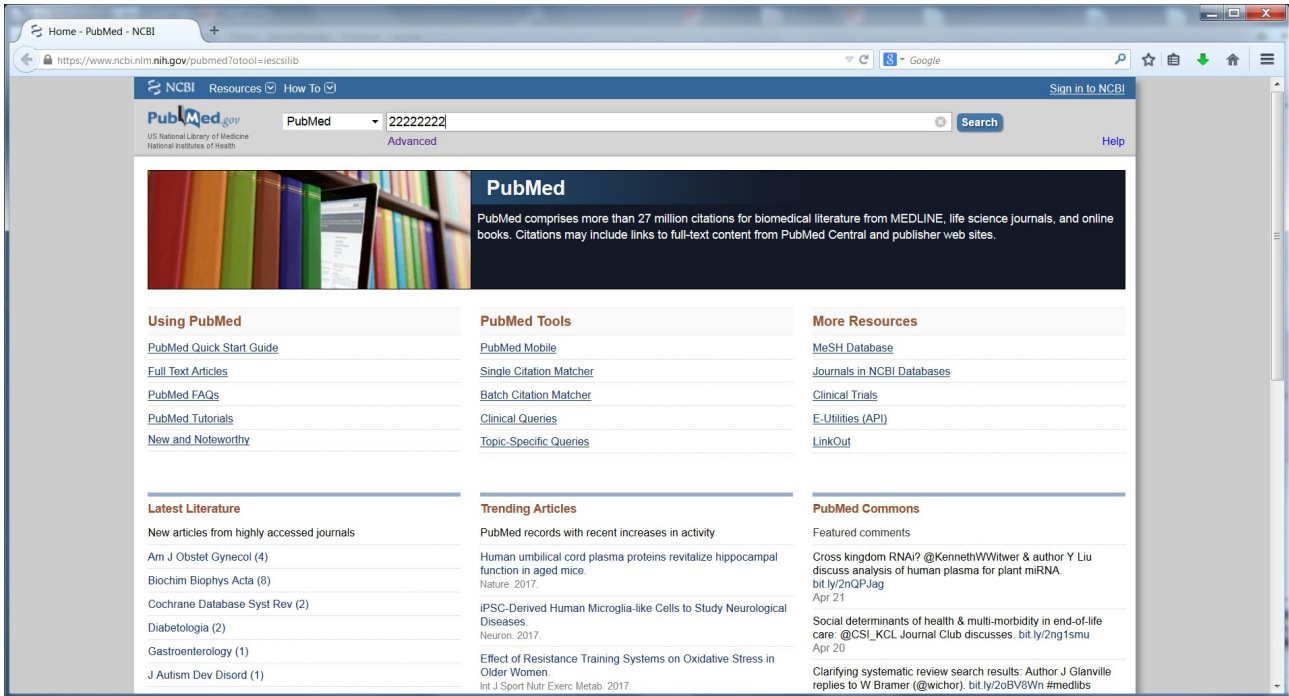 Home - PubMed - NCBI
https://www.ncbi.nlm.nih.gov/pubmed?otool=iescsilib
Google
NCBI Resources How To Sign in to NCBI
PubMed.gov
US National Library of Medicine
National Institutes of Health
PubMed 22222222 Search
Advanced
Help
PubMed
PubMed comprises more than 27 million citations for biomedical literature from MEDLINE, life science journals, and online
books. Citations may include links to full-text content from PubMed Central and publisher web sites.
Using PubMed
PubMed Quick Start Guide
Full Text Articles
PubMed FAQs
PubMed Tutorials
New and Noteworthy
PubMed Tools
PubMed Mobile
Single Citation Matcher
Batch Citation Matcher
Clinical Queries
Topic-Specific Queries
More Resources
MeSH Database
Journals in NCBI Databases
Clinical Trials
E-Utilities (API)
LinkOut
Latest Literature
New articles from highly accessed journals
Am J Obstet Gynecol (4)
Biochim Biophys Acta (8)
Cochrane Database Syst Rev (2)
Diabetologia (2)
Gastroenterology (1)
J Autism Dev Disord (1)
Trending Articles
PubMed records with recent increases in activity
Human umbilical cord plasma proteins revitalize hippocampal
function in aged mice.
Nature. 2017.
iPSC-Derived Human Microglia-like Cells to Study Neurological
Diseases.
Neuron. 2017.
Effect of Resistance Training Systems on Oxidative Stress in
Older Women.
Int J Sport Nutr Exerc Metab. 2017.
PubMed Commons
Featured comments
Cross kingdom RNAi? @KennethWWitwer & author Y Liu
discuss analysis of human plasma for plant miRNA.
bit.ly/2nQPJag
Apr 21
Social determinants of health & multi-morbidity in end-of-life
care: @CSI_KCL Journal Club discusses. bit.ly/2ng1smu
Apr 20
Clarifying systematic review search results: Author J Glanville
replies to W Bramer (@wichor). bit.ly/2oBV8Wn #medlibs